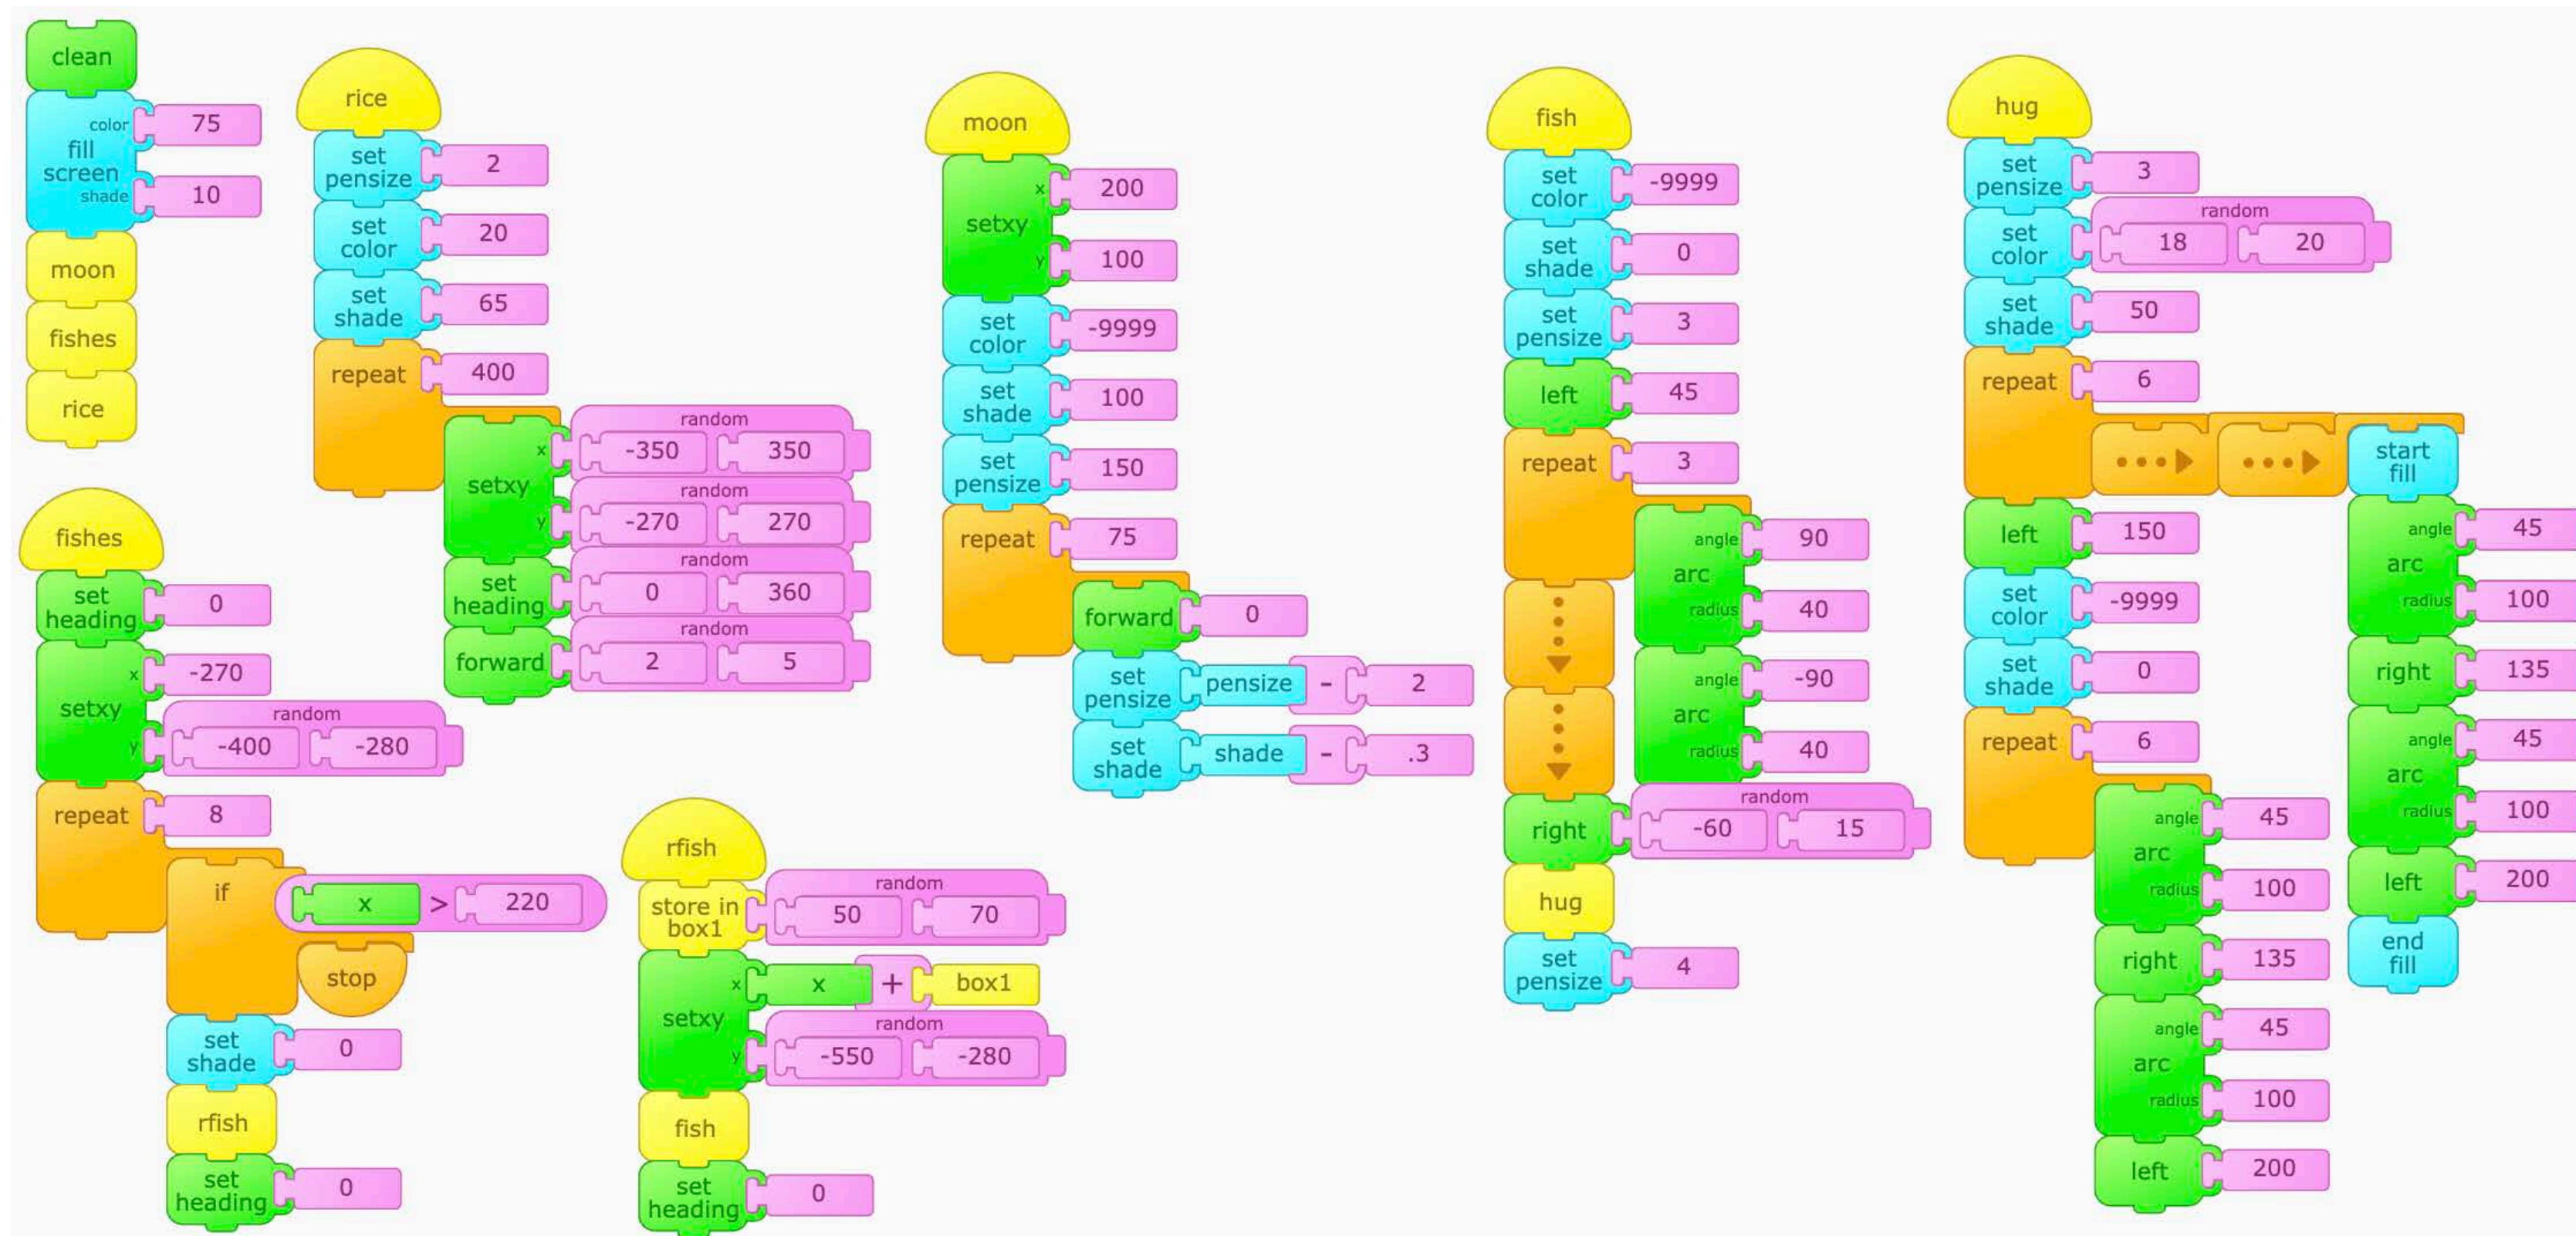 clean
color 75
fill
screen
shade 10
moon
fishes
rice
fishes
set
heading 0
x -270
setxy
random
y -400 -280
repeat 8
if x > 220
stop
set
shade 0
rfish
set
heading 0
rice
set
pensize 2
set
color 20
set
shade 65
repeat 400
random
x -350 350
setxy
random
y -270 270
random
set
heading 0 360
random
forward 2 5
rfish
random
store in
box1 50 70
x x + box1
setxy
random
y -550 -280
fish
set
heading 0
moon
x 200
setxy
y 100
set
color -9999
set
shade 100
set
pensize 150
repeat 75
forward 0
set
pensize pensize - 2
set
shade shade - .3
fish
set
color -9999
set
shade 0
set
pensize 3
left 45
repeat 3
angle 90
arc
radius 40
angle -90
arc
radius 40
random
right -60 15
hug
set
pensize 4
hug
set
pensize 3
random
set
color 18 20
set
shade 50
repeat 6
start
fill
angle 45
arc
radius 100
right 135
angle 45
arc
radius 100
left 200
end
fill
left 150
set
color -9999
set
shade 0
repeat 6
angle 45
arc
radius 100
right 135
angle 45
arc
radius 100
left 200